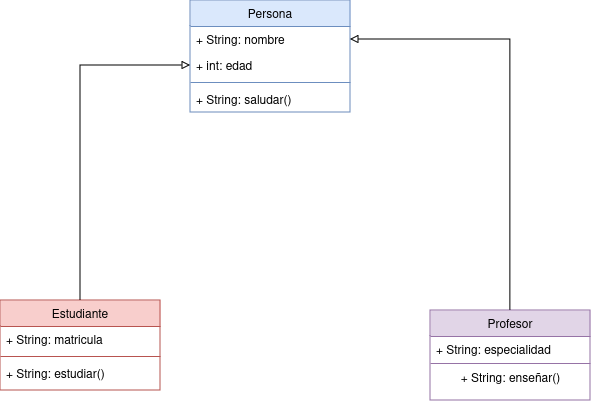 Persona
+ String: nombre
+ int: edad
+ String: saludar()
Estudiante
+ String: matricula
+ String: estudiar()
Profesor
+ String: especialidad
+ String: enseñar()